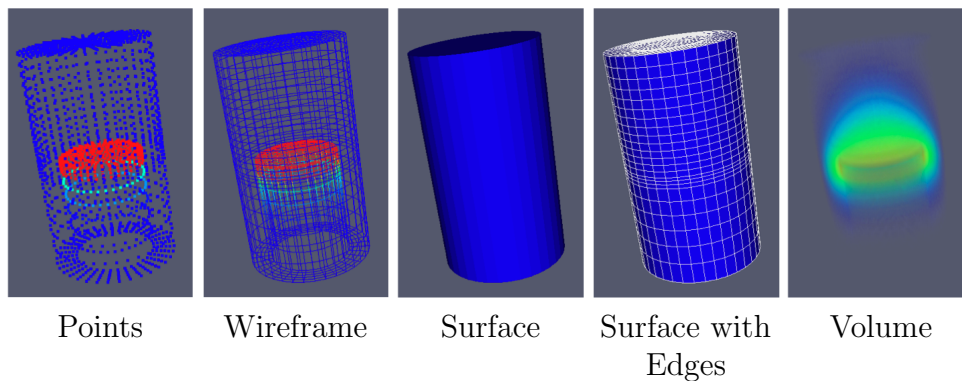 Points
Wireframe
Surface
Surface with
Edges
Volume